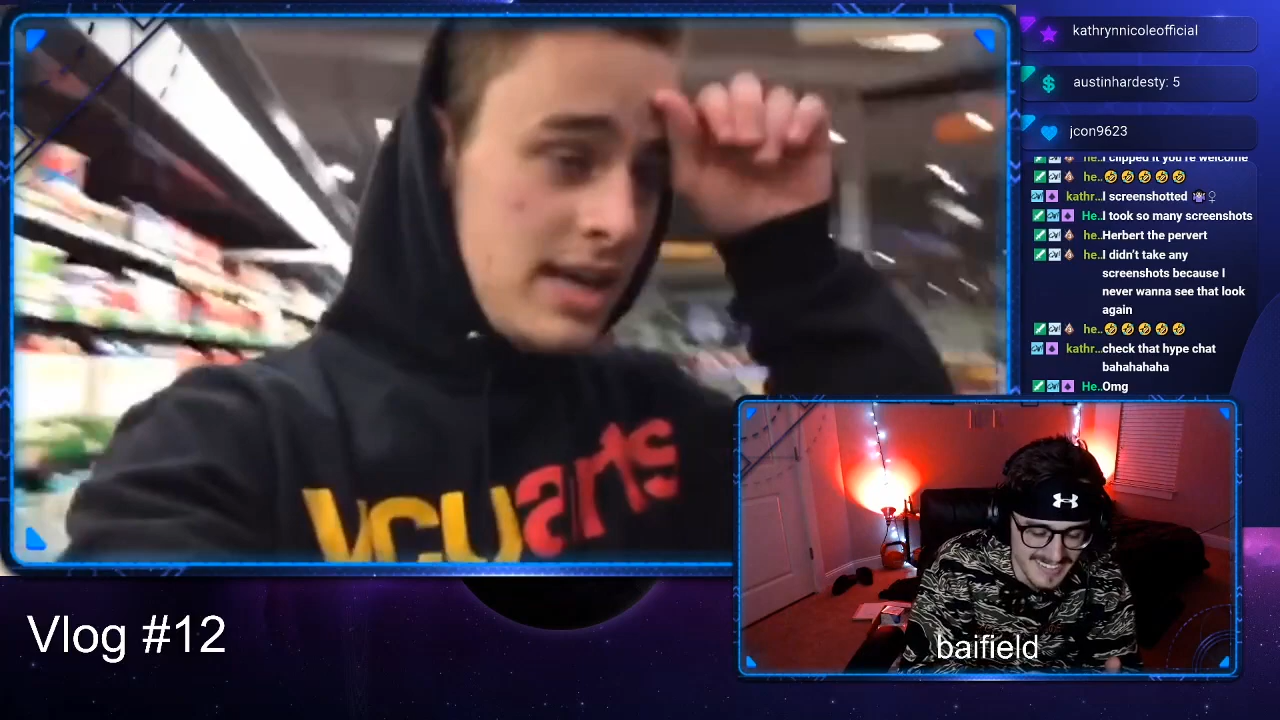 kathrynnicoleofficial
austinhardesty: 5
jcon9623
he..I clipped it you're welcome
he..
kathr...I screenshotted
He..I took so many screenshots
he..Herbert the pervert
he..I didn't take any
screenshots because I
never wanna see that look
again
he..
kathr...check that hype chat
bahahahaha
He..Omg
vcuarts
Vlog #12
baifield